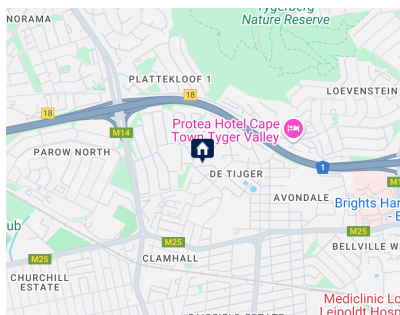 Tygerberg
Nature Reserve
NORAMA
PLATTEKLOOF 1
LOEVENSTEIN
18
18
Protea Hotel Cape
Town Tyger Valley
M14
PAROW NORTH
1
DE TIJGER
M1
AVONDALE
Brights Har
- B
ub
M25
M25
BELLVILLE W
CLAMHALL
CHURCHILL
ESTATE
Mediclinic Lo
Leipoldt Hosp